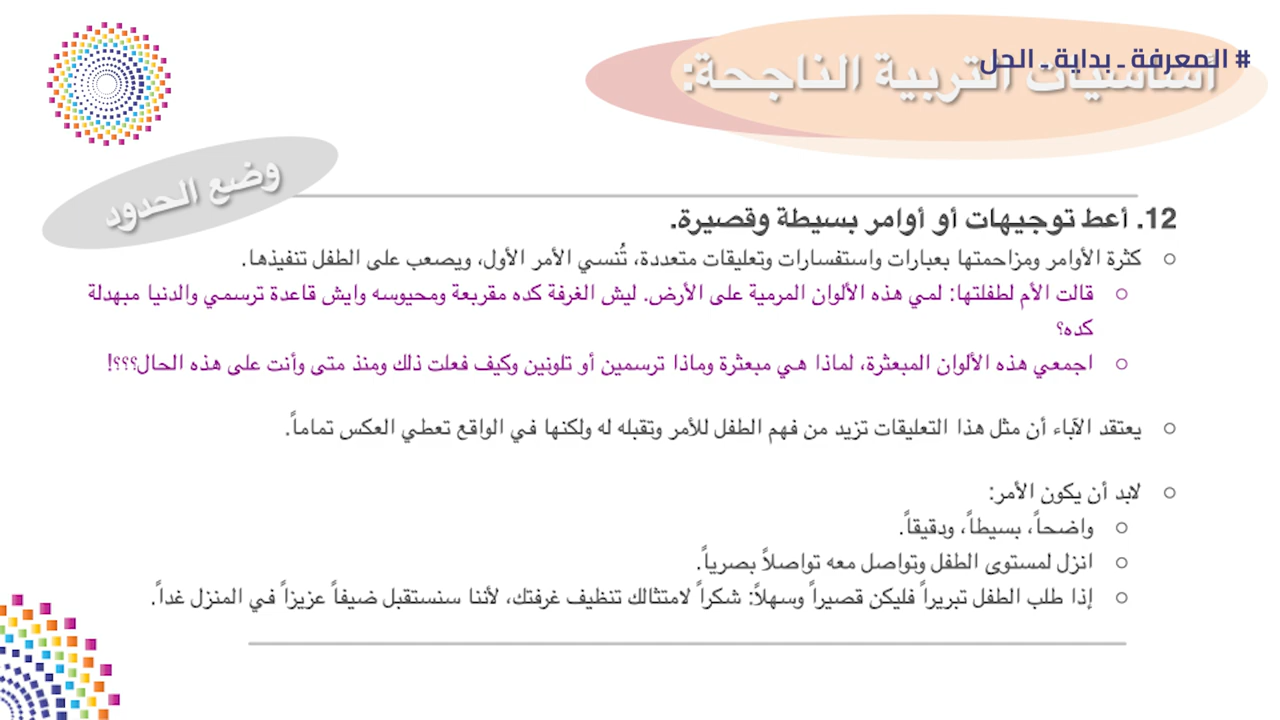 # المعرفة ـ بداية ـ الحل
أساسيات التربية الناجحة:
وضع الحدود
12. أعط توجيهات أو أوامر بسيطة وقصيرة.
○ كثرة الأوامر ومزاحمتها بعبارات واستفسارات وتعليقات متعددة، تُنسي الأمر الأول، ويصعب على الطفل تنفيذها.
○ قالت الأم لطفلتها: لمي هذه الألوان المرمية على الأرض. ليش الغرفة كده مقربعة ومحيوسه وايش قاعدة ترسمي والدنيا مبهدلة
كده؟
○ اجمعي هذه الألوان المبعثرة، لماذا هي مبعثرة وماذا ترسمين أو تلونين وكيف فعلت ذلك ومنذ متى وأنت على هذه الحال؟؟؟!
○ يعتقد الآباء أن مثل هذا التعليقات تزيد من فهم الطفل للأمر وتقبله له ولكنها في الواقع تعطي العكس تماماً.
○ لابد أن يكون الأمر:
○ واضحاً، بسيطاً، ودقيقاً.
○ انزل لمستوى الطفل وتواصل معه تواصلاً بصرياً.
○ إذا طلب الطفل تبريراً فليكن قصيراً وسهلاً: شكراً لامتثالك تنظيف غرفتك، لأننا سنستقبل ضيفاً عزيزاً في المنزل غداً.